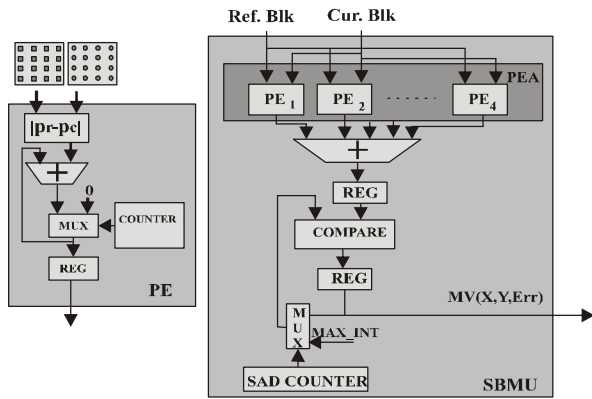 Ref. Blk Cur. Blk
PEA
PE 1 PE 2 - - - - - - PE 4
|pr-pc|
+
+
0
REG
MUX
COUNTER
COMPARE
REG
PE
REG
MV(X,Y,Err)
MUX
MAX_INT
SAD COUNTER
SBMU